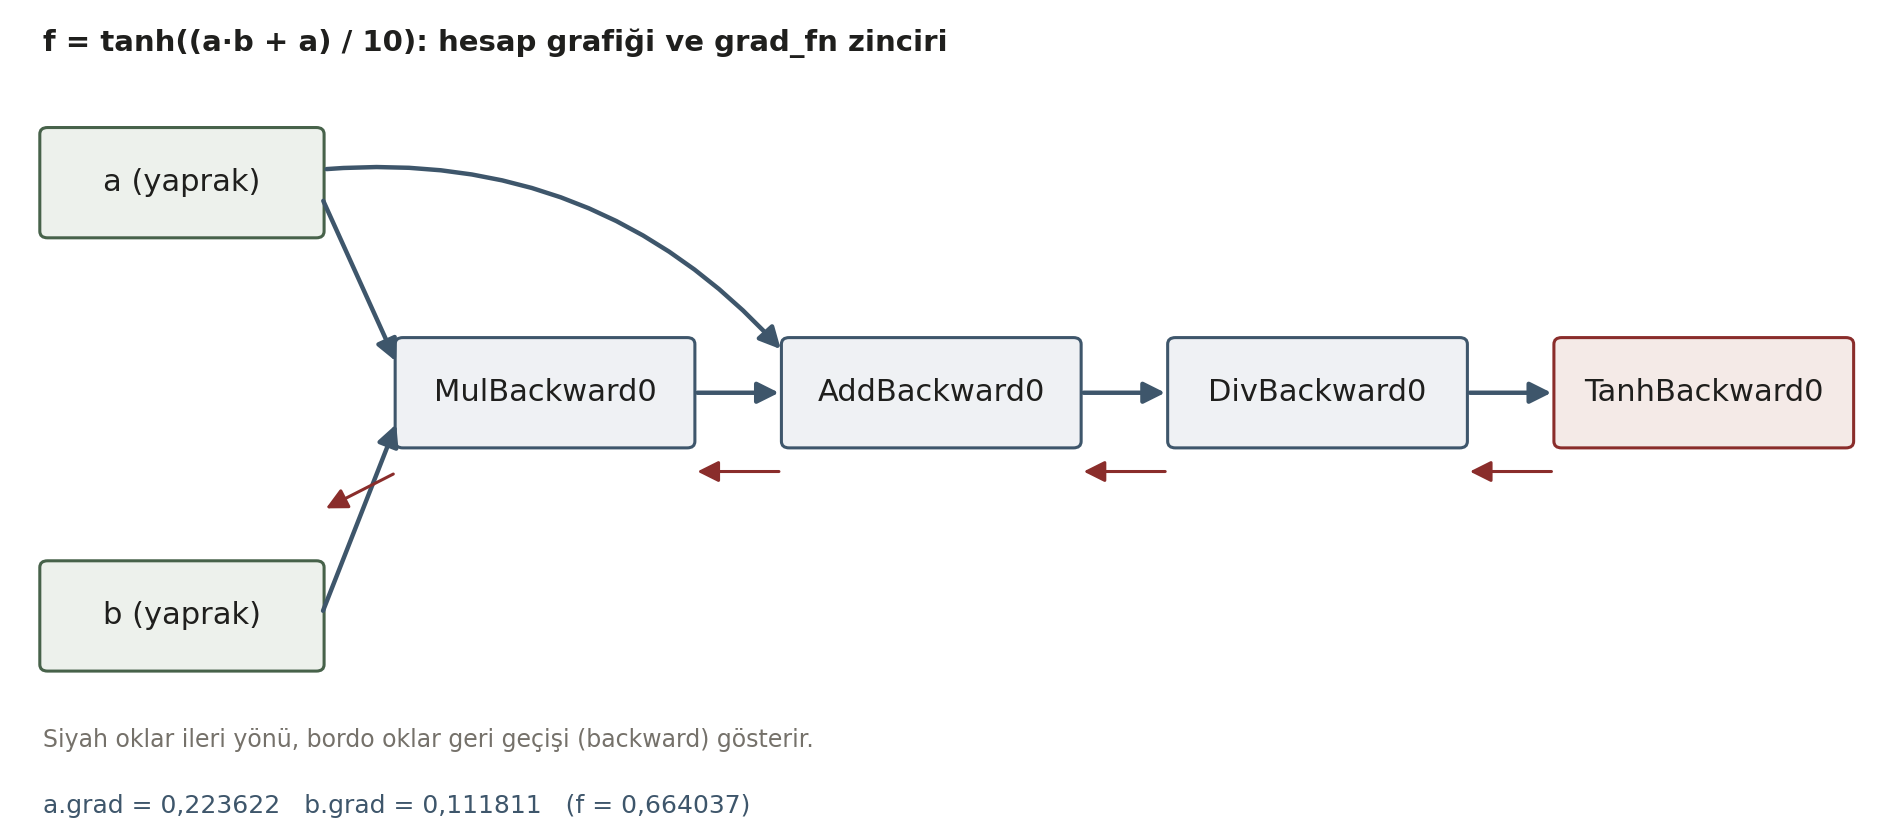 f = tanh((a·b + a) / 10): hesap grafiği ve grad_fn zinciri
a (yaprak)
MulBackward0
AddBackward0
DivBackward0
TanhBackward0
b (yaprak)
Siyah oklar ileri yönü, bordo oklar geri geçişi (backward) gösterir.
a.grad = 0,223622   b.grad = 0,111811   (f = 0,664037)